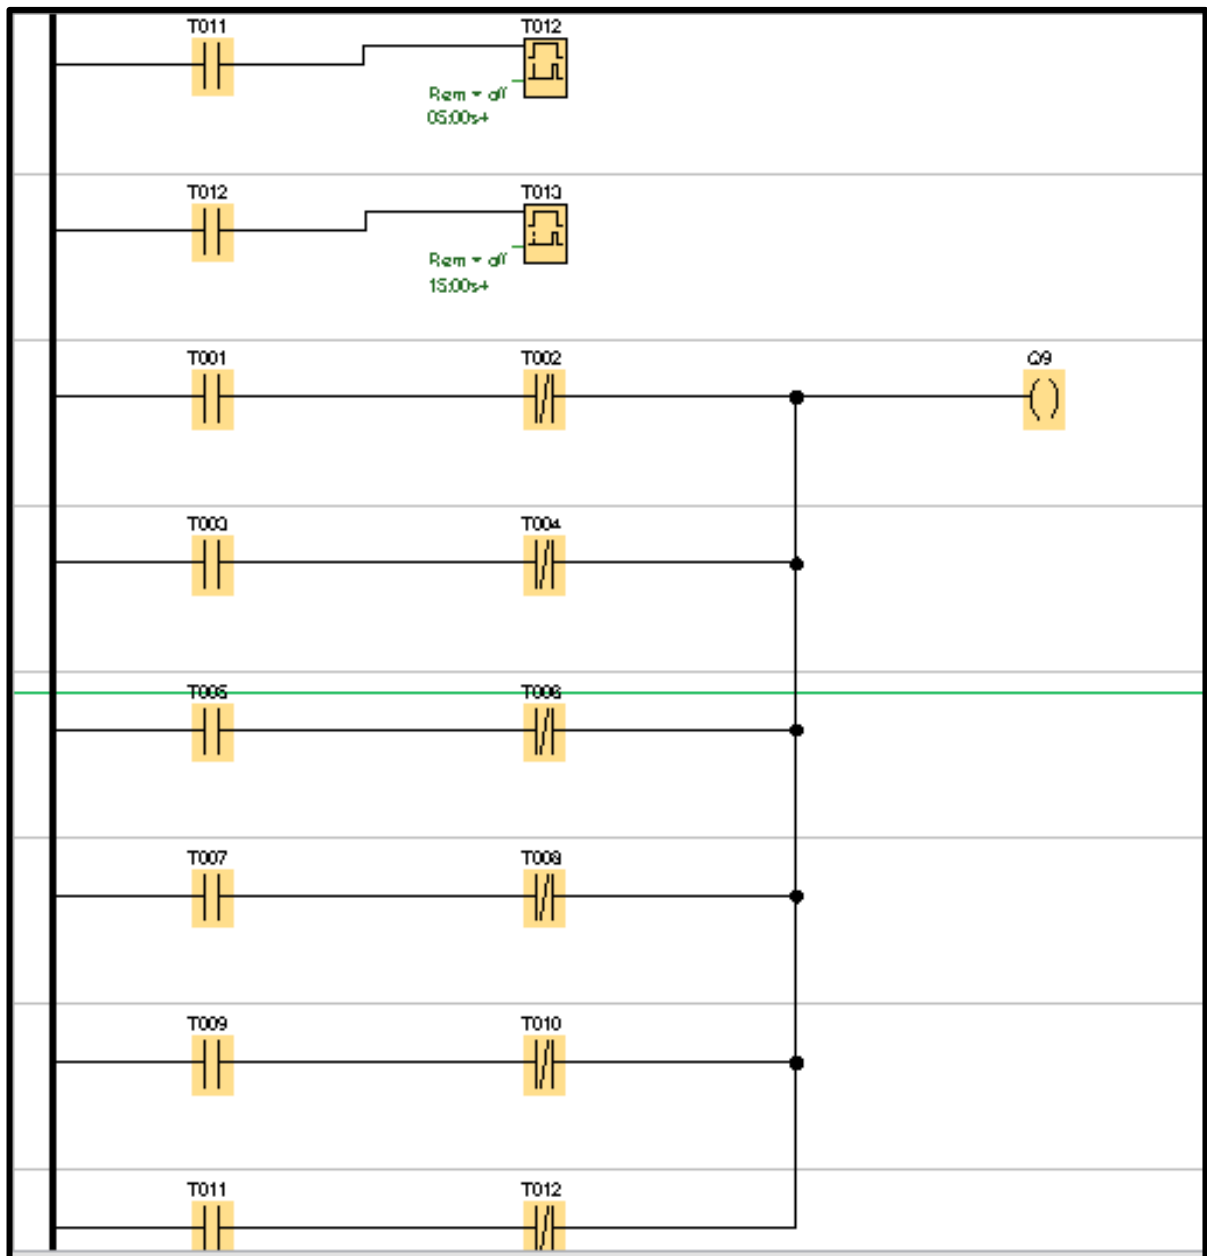 T011 T012
Rem = off
05:00s+
T012 T013
Rem = off
15:00s+
T001 T002 Q9
T003 T004
T005 T006
T007 T008
T009 T010
T011 T012